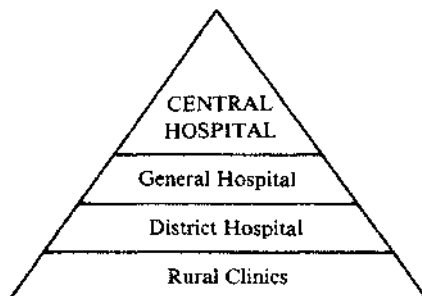 CENTRAL
HOSPITAL
General Hospital
District Hospital
Rural Clinics